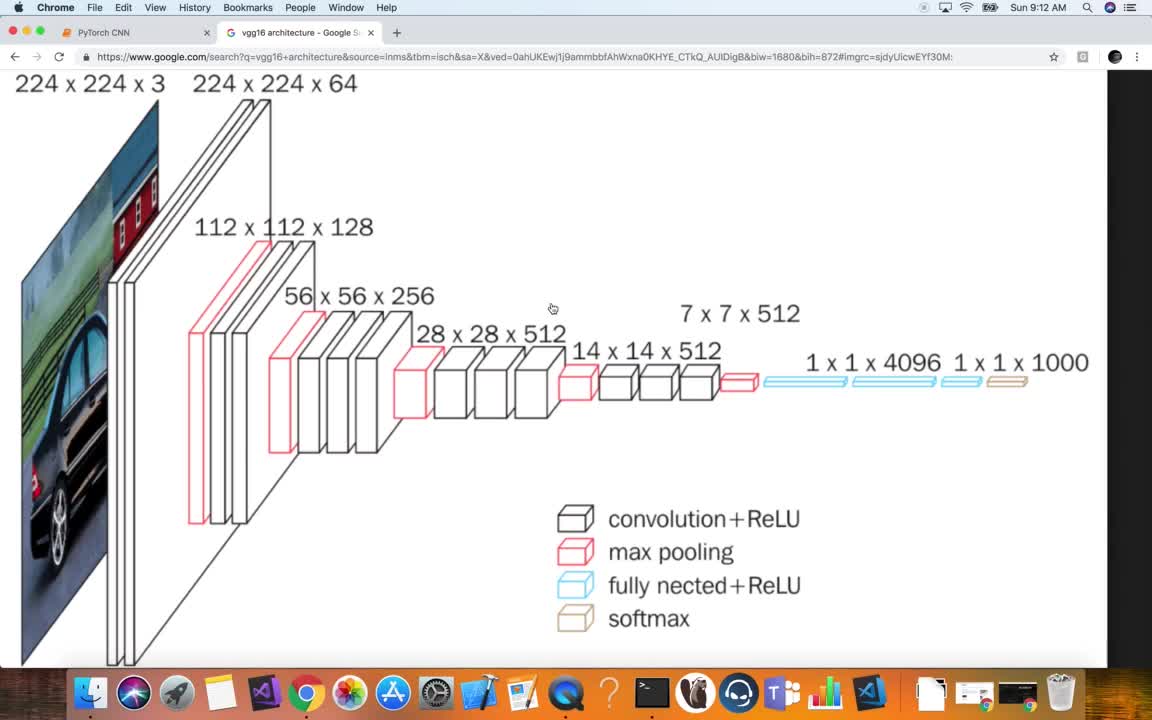 Chrome File Edit View History Bookmarks People Window Help Sun 9:12 AM
PyTorch CNN vgg16 architecture - Google S
https://www.google.com/search?q=vgg16+architecture&source=lnms&tbm=isch&sa=X&ved=0ahUKEwj1j9ammbbfAhWxna0KHYE_CTkQ_AUIDigB&biw=1680&bih=872#imgrc=sjdyUicwEYf30M:
224 x 224 x 3 224 x 224 x 64
112 x 112 x 128
56 x 56 x 256
28 x 28 x 512
14 x 14 x 512
7 x 7 x 512
1 x 1 x 4096 1 x 1 x 1000
convolution+ReLU
max pooling
fully nected+ReLU
softmax